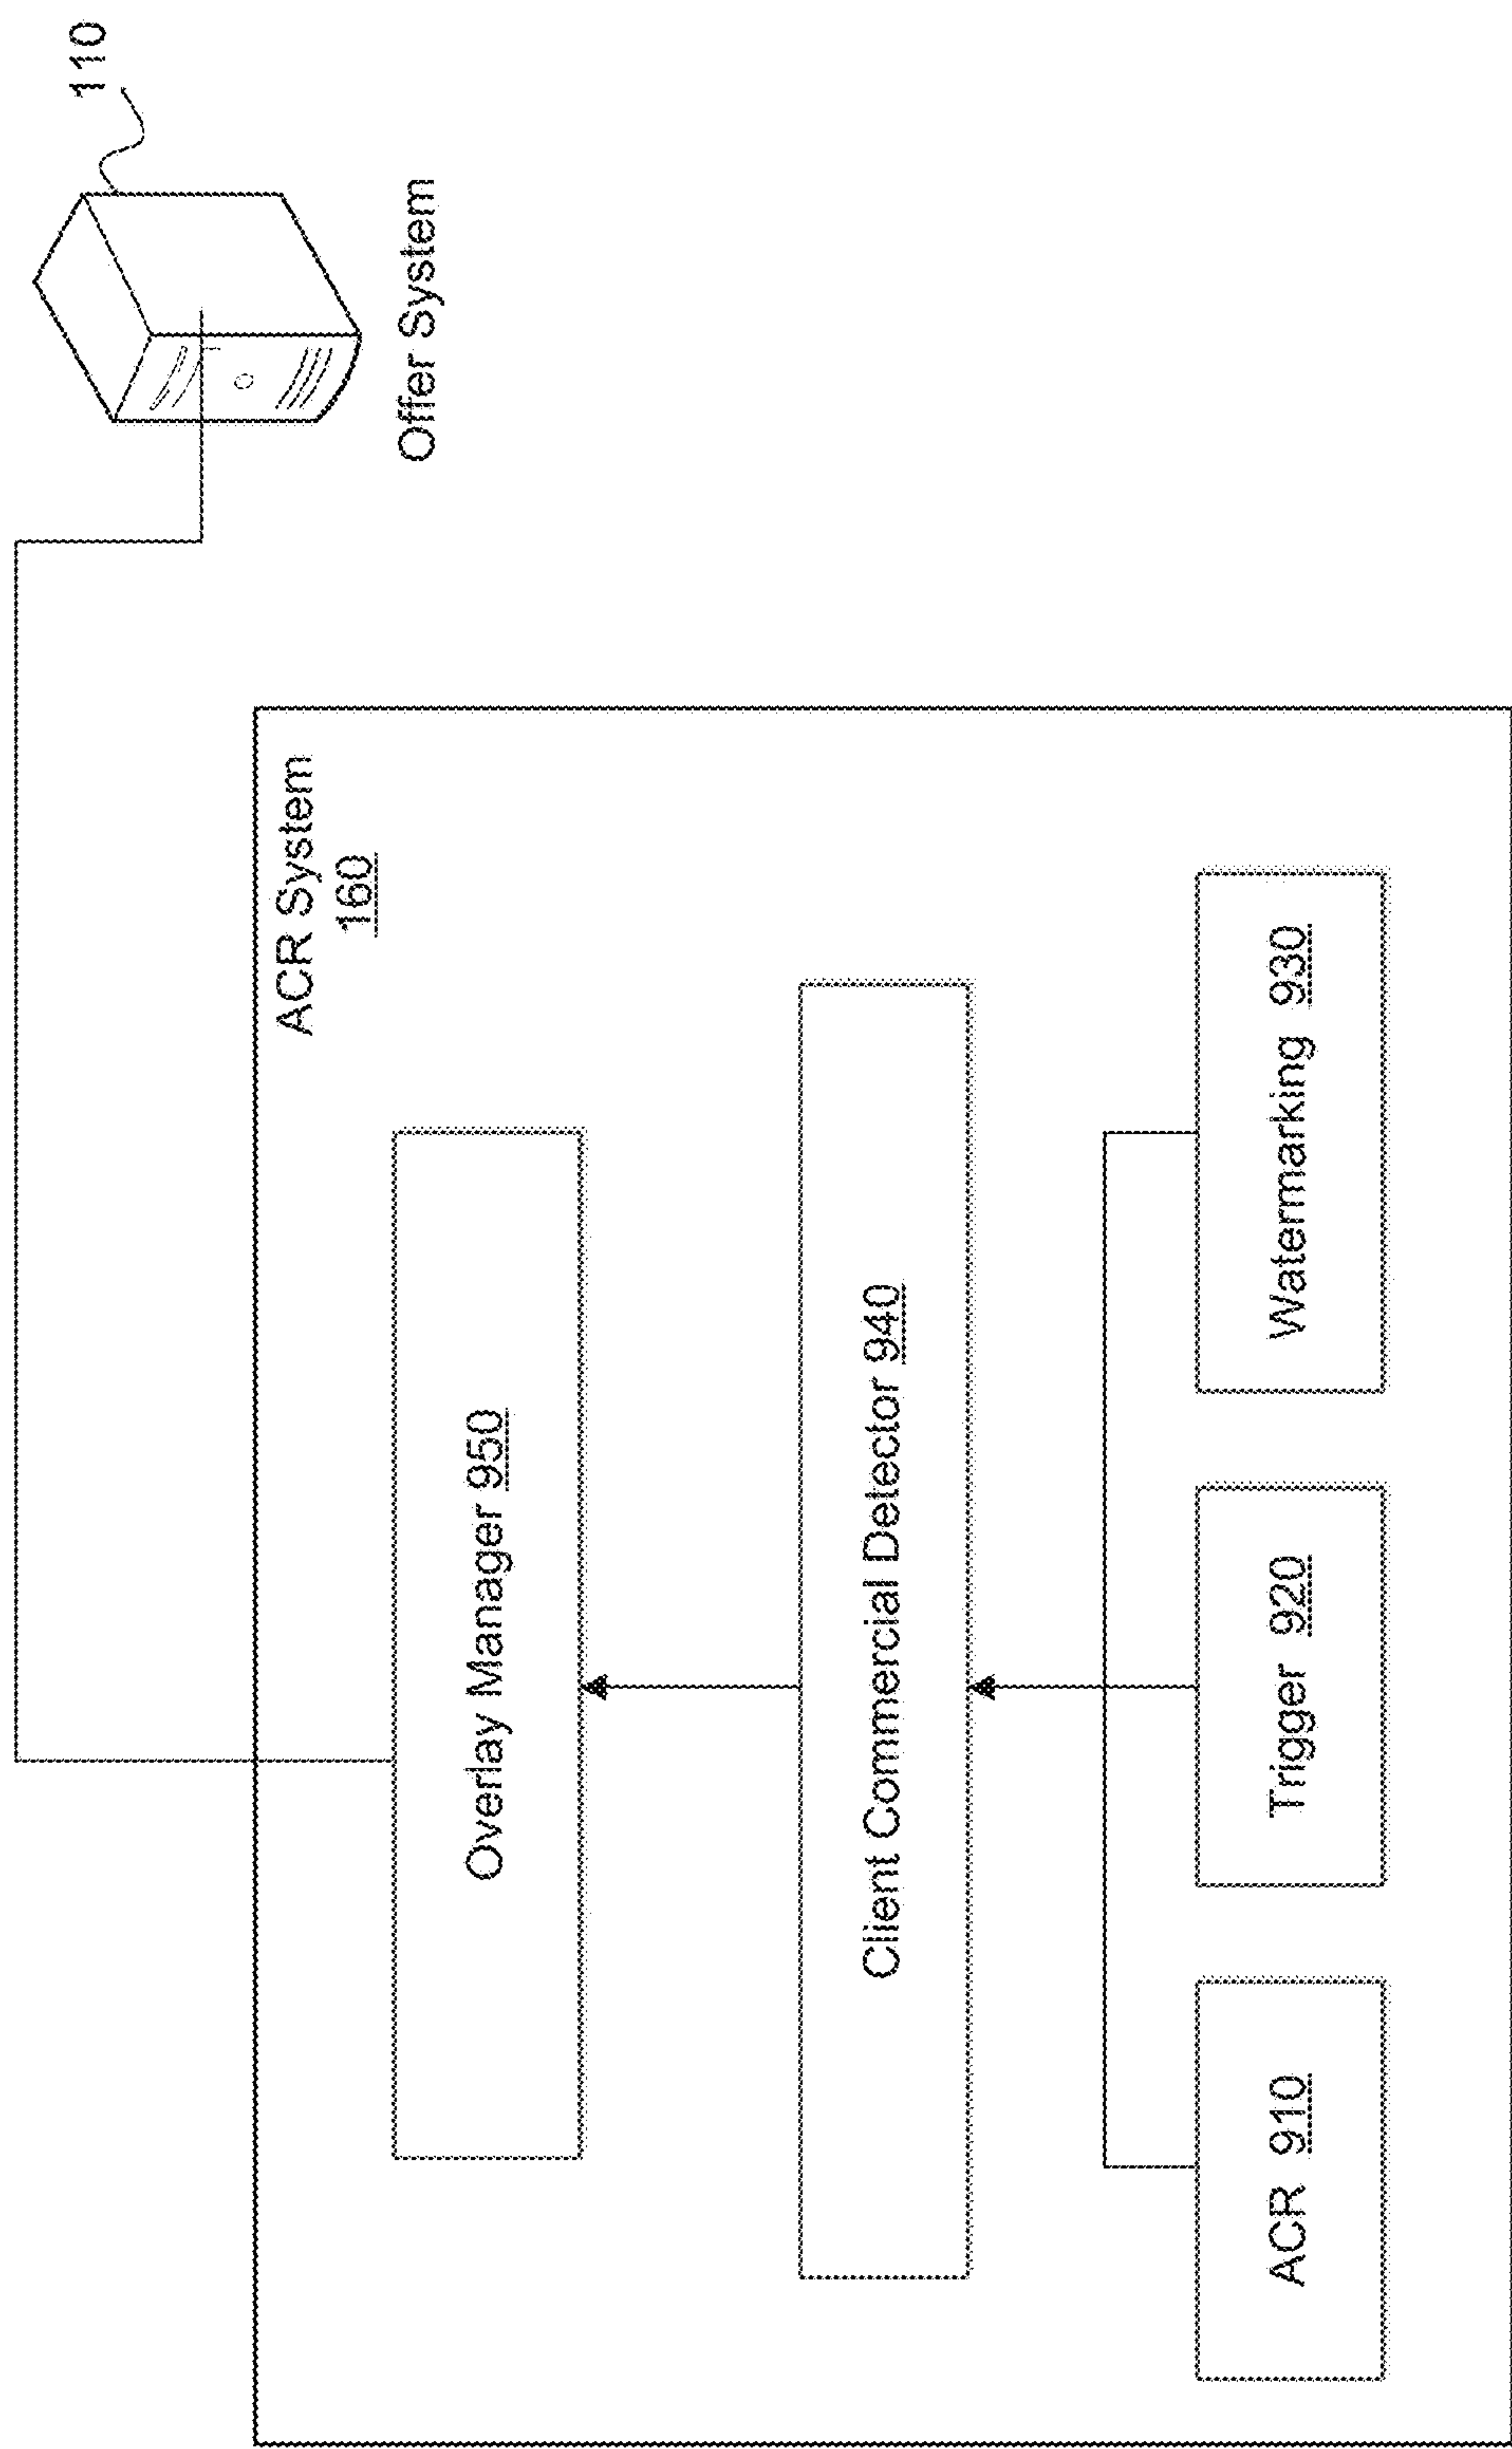 110
Offer System
ACR System
160
Overlay Manager 950
Client Commercial Detector 940
ACR 910
Trigger 920
Watermarking 930